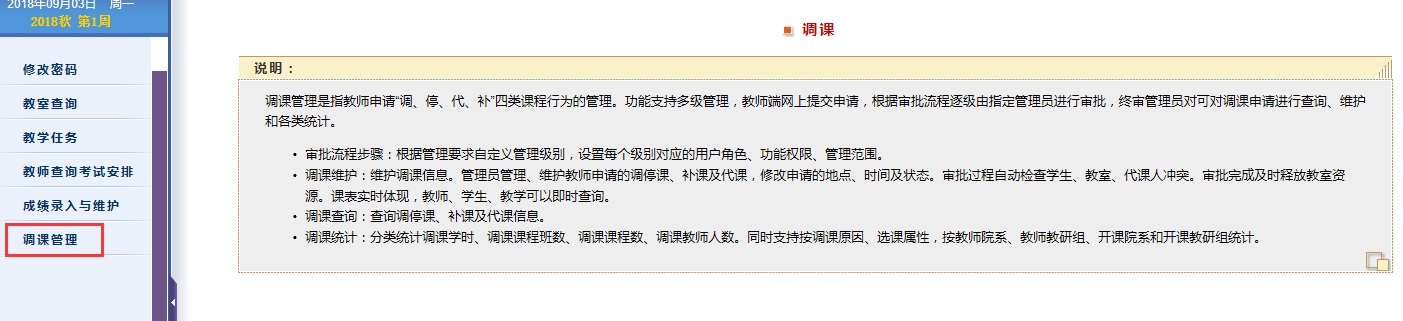 2018年09月03日 周一
2018秋 第1周
修改密码
教室查询
教学任务
教师查询考试安排
成绩录入与维护
调课管理
调课
说明：
调课管理是指教师申请“调、停、代、补”四类课程行为的管理。功能支持多级管理，教师端网上提交申请，根据审批流程逐级由指定管理员进行审批，终审管理员对可对调课申请进行查询、维护
和各类统计。
• 审批流程步骤：根据管理要求自定义管理级别，设置每个级别对应的用户角色、功能权限、管理范围。
• 调课维护：维护调课信息。管理员管理、维护教师申请的调停课、补课及代课，修改申请的地点、时间及状态。审批过程自动检查学生、教室、代课人冲突。审批完成及时释放教室资
源。课表实时体现，教师、学生、教学可以即时查询。
• 调课查询：查询调停课、补课及代课信息。
• 调课统计：分类统计调课学时、调课课程班数、调课课程数、调课教师人数。同时支持按调课原因、选课属性，按教师院系、教师教研组、开课院系和开课教研组统计。